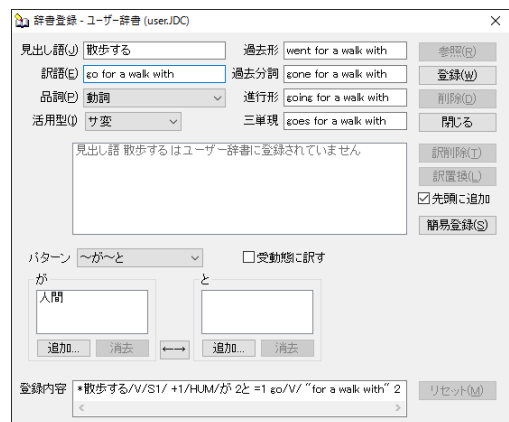 辞書登録 - ユーザー辞書 (user.JDC)
見出し語(J) 散歩する 過去形 went for a walk with 参照(R)
訳語(E) go for a walk with 過去分詞 gone for a walk with 登録(W)
品詞(P) 動詞 進行形 going for a walk with 削除(D)
活用型(I) サ変 三単現 goes for a walk with 閉じる
見出し語 散歩する はユーザー辞書に登録されていません 訳削除(T)
訳置換(L)
先頭に追加
簡易登録(S)
パターン ～が～と 受動態に訳す
が と
人間
追加... 消去 ←→ 追加... 消去
登録内容 *散歩する/V/S1/ +1/HUM/が 2と =1 go/V/ "for a walk with" 2 リセット(M)